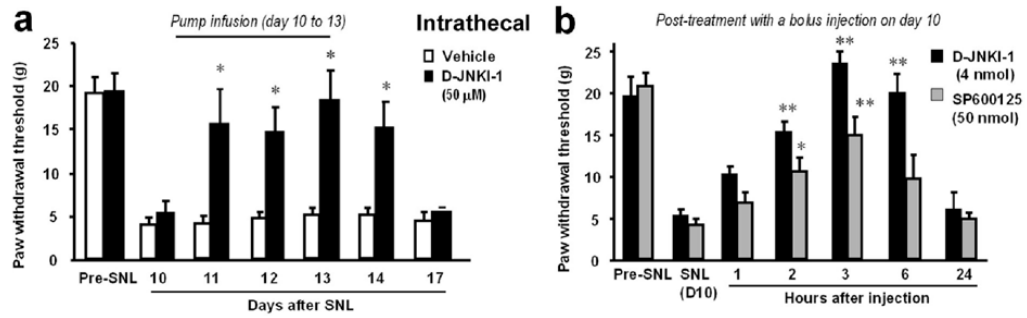 a
Pump infusion (day 10 to 13)
Intrathecal
Vehicle
D-JNKI-1
(50 µM)
Paw withdrawal threshold (g)
25
20
15
10
5
0
* * * *
Pre-SNL 10 11 12 13 14 17
Days after SNL
b
Post-treatment with a bolus injection on day 10
D-JNKI-1
(4 nmol)
SP600125
(50 nmol)
Paw withdrawal threshold (g)
25
20
15
10
5
0
** * ** ** **
Pre-SNL SNL 1 2 3 6 24
(D10)
Hours after injection